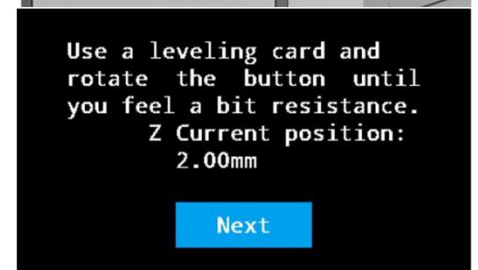 Use a leveling card and
rotate the button until
you feel a bit resistance.
Z Current position:
2.00mm
Next